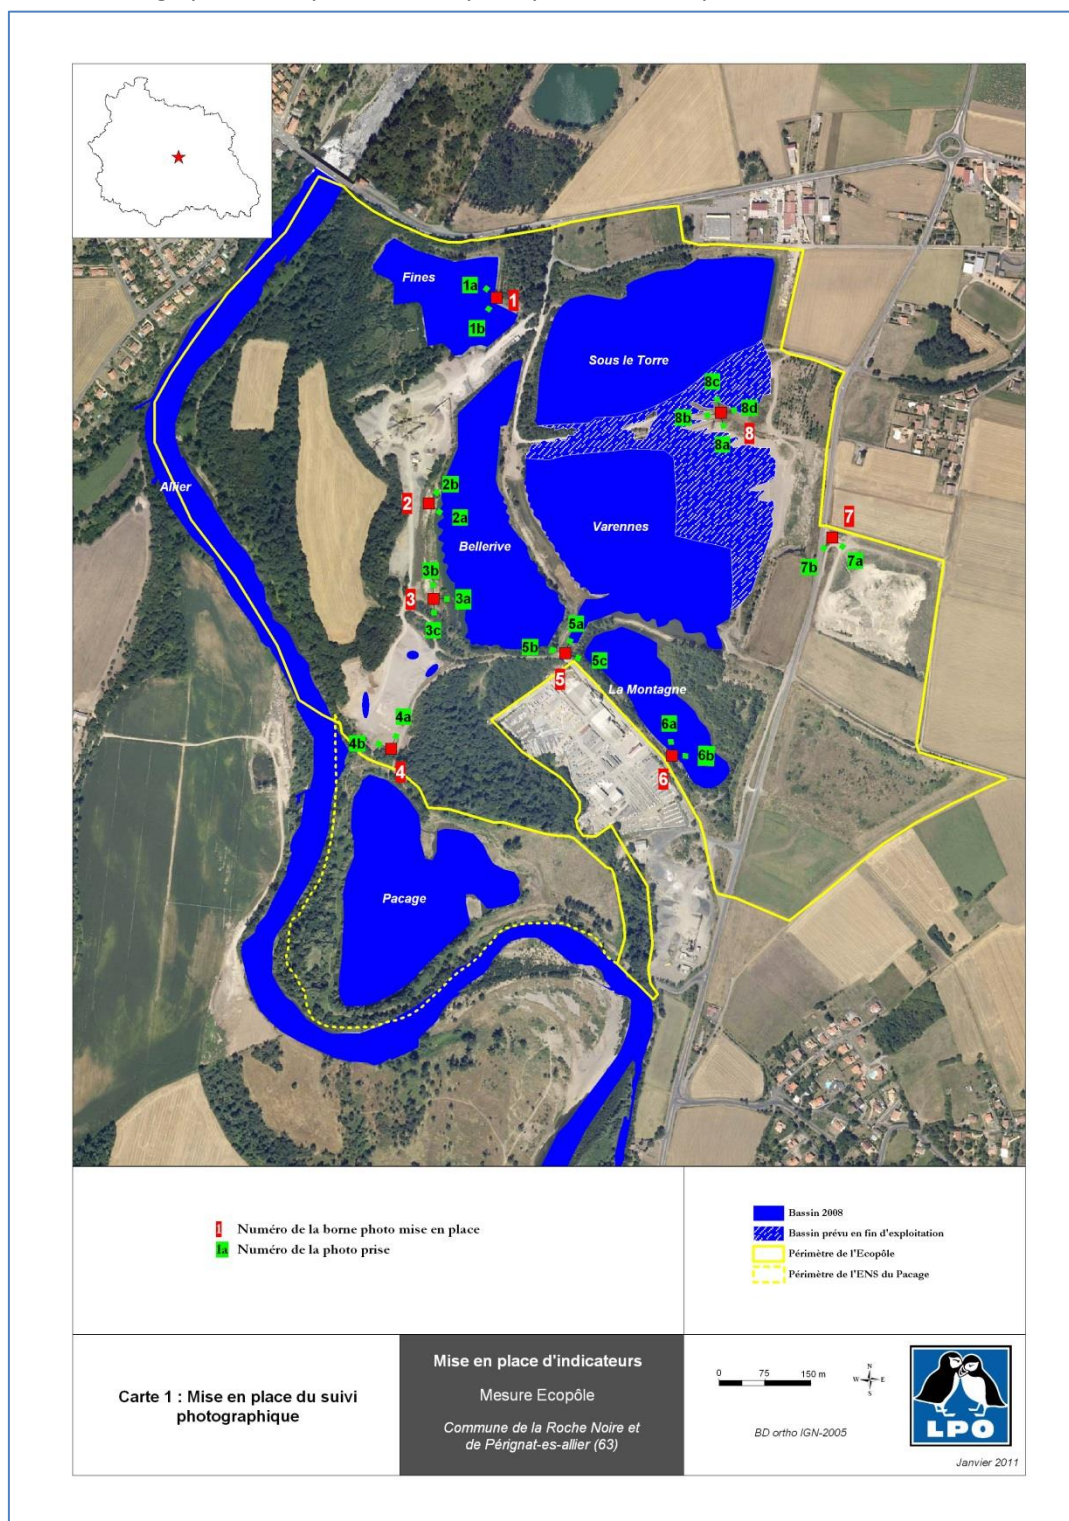 Fines
1a
1
1b
Sous le Torre
8c
8d
8b
8a
8
Allier
2b
2
2a
Bellerive
Varennes
7
7b
7a
3b
3
3a
3c
5a
5b
5c
5
La Montagne
4a
4b
4
6a
6b
6
Pacage
1 Numéro de la borne photo mise en place
1a Numéro de la photo prise
Bassin 2008
Bassin prévu en fin d'exploitation
Périmètre de l'Ecopôle
Périmètre de l'ENS du Pacage
Carte 1 : Mise en place du suivi
photographique
Mise en place d'indicateurs
Mesure Ecopôle
Commune de la Roche Noire et
de Pérignat-es-allier (63)
0 75 150 m
N
W E
S
BD ortho IGN-2005
LPO
Janvier 2011